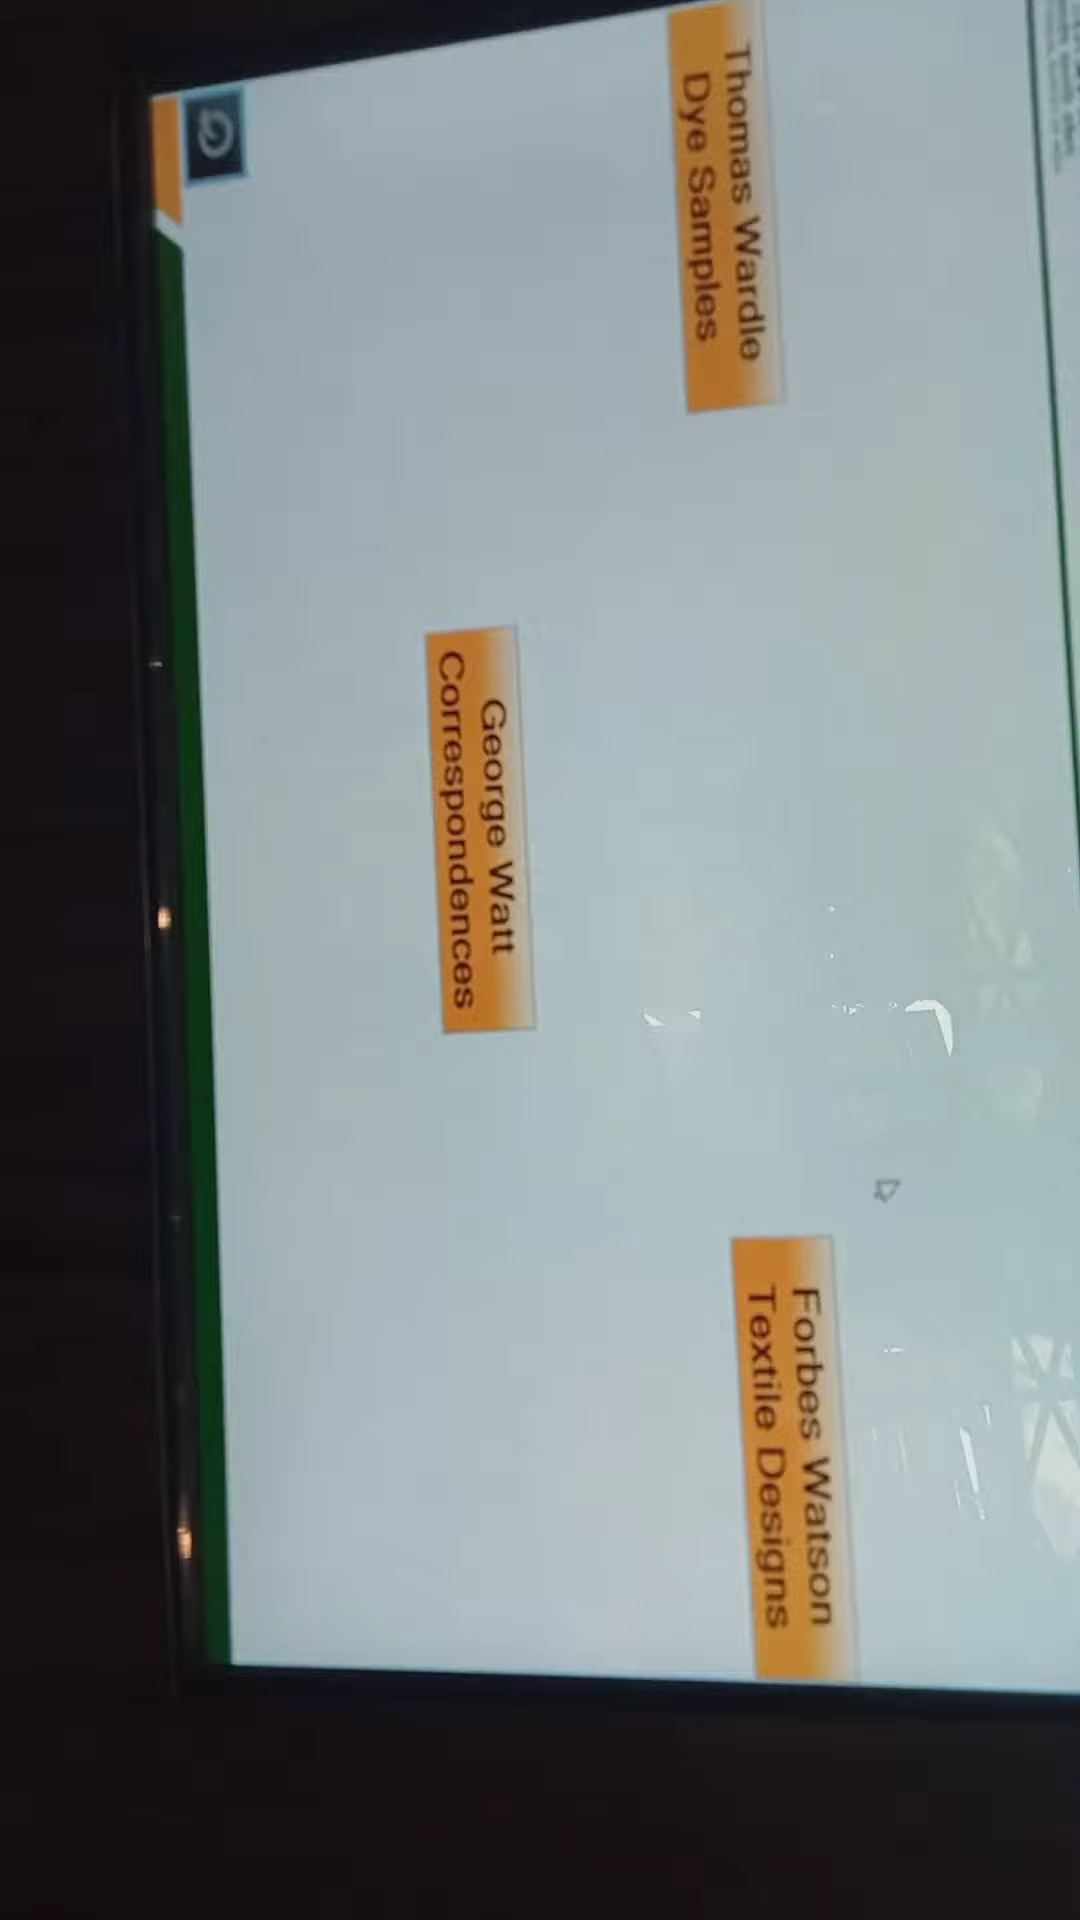 Thomas Wardle
Dye Samples
George Watt
Correspondences
Forbes Watson
Textile Designs